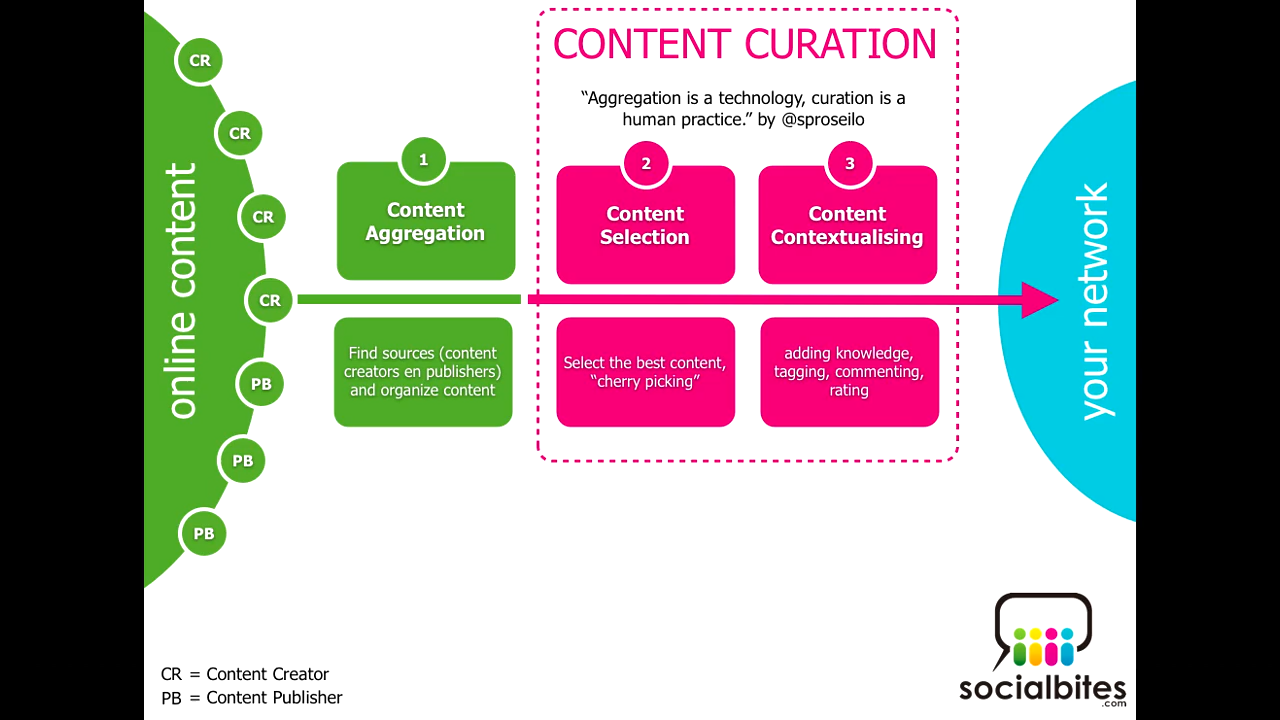 CONTENT CURATION
“Aggregation is a technology, curation is a
human practice.” by @sproseilo
online content
CR
CR
CR
CR
PB
PB
PB
1
Content
Aggregation
Find sources (content
creators en publishers)
and organize content
2
Content
Selection
Select the best content,
“cherry picking”
3
Content
Contextualising
adding knowledge,
tagging, commenting,
rating
your network
CR = Content Creator
PB = Content Publisher
socialbites
.com